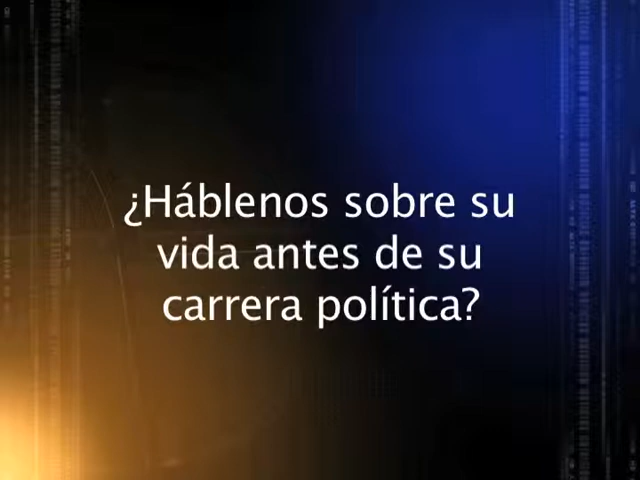 ¿Háblenos sobre su
vida antes de su
carrera política?